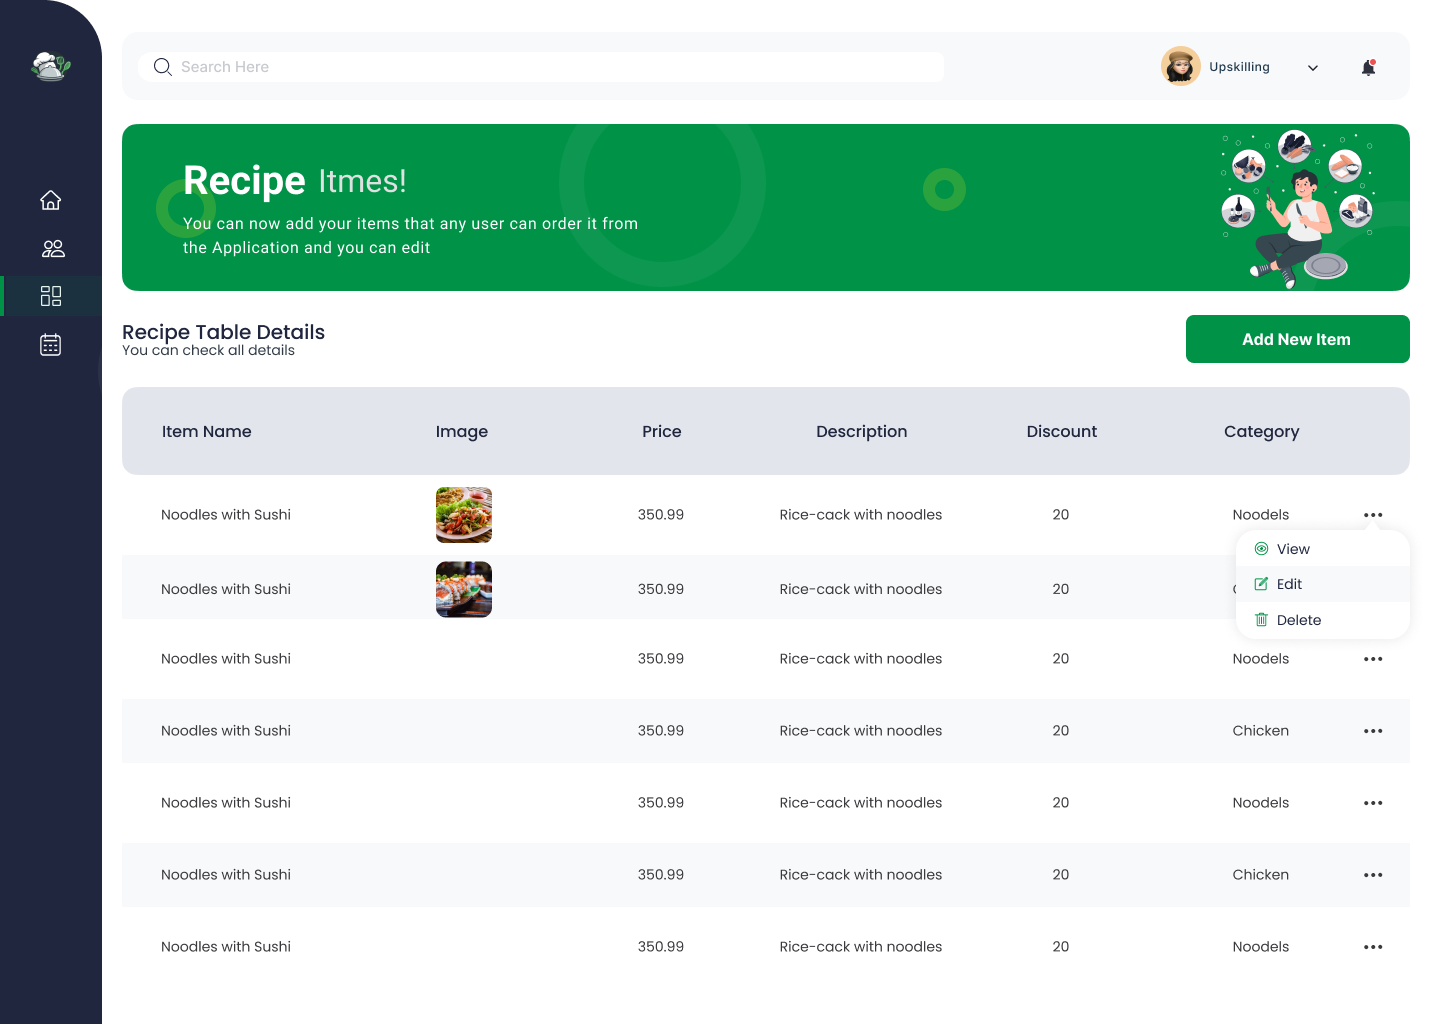 Search Here
Upskilling
Recipe Itmes!
You can now add your items that any user can order it from
the Application and you can edit
Recipe Table Details
You can check all details
Add New Item
Item Name Image Price Description Discount Category
Noodles with Sushi 350.99 Rice-cack with noodles 20 Noodels
View
Noodles with Sushi 350.99 Rice-cack with noodles 20
Edit
Delete
Noodles with Sushi 350.99 Rice-cack with noodles 20 Noodels
Noodles with Sushi 350.99 Rice-cack with noodles 20 Chicken
Noodles with Sushi 350.99 Rice-cack with noodles 20 Noodels
Noodles with Sushi 350.99 Rice-cack with noodles 20 Chicken
Noodles with Sushi 350.99 Rice-cack with noodles 20 Noodels